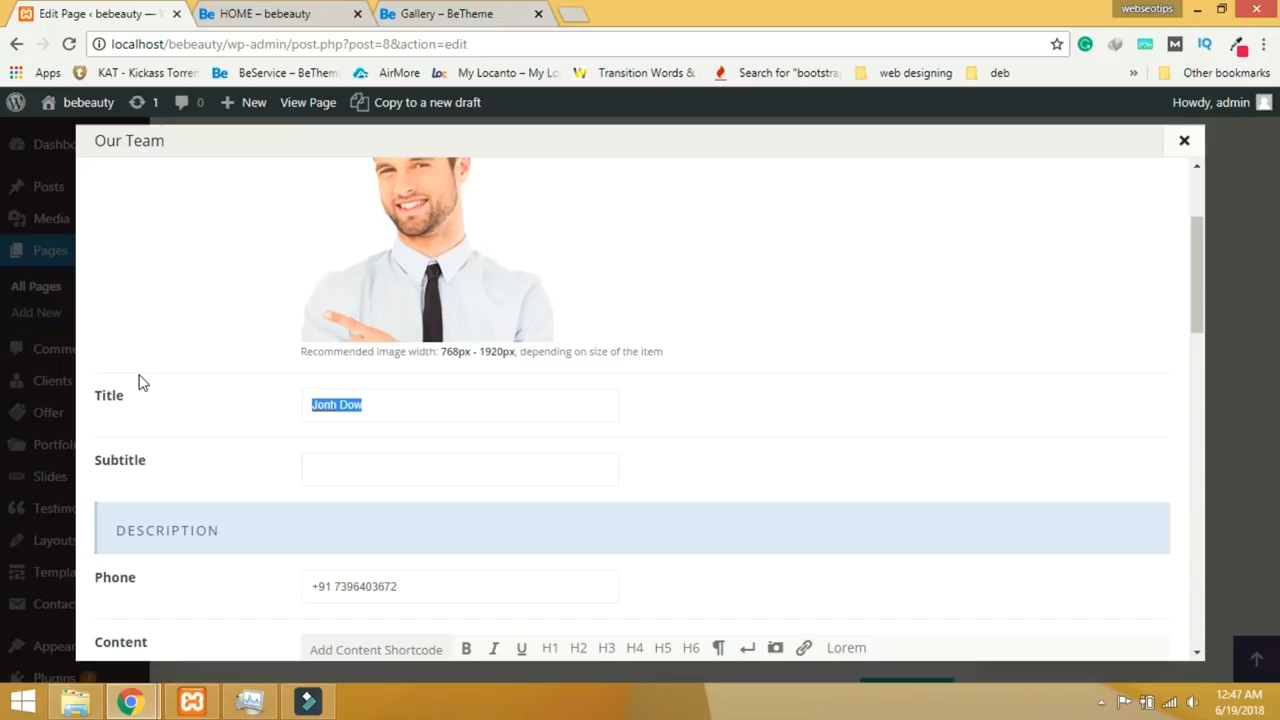 Edit Page ‹ bebeauty — W
HOME – bebeauty
Gallery – BeTheme
webseotips
localhost/bebeauty/wp-admin/post.php?post=8&action=edit
Apps
KAT - Kickass Torren
BeService – BeThem
AirMore
My Locanto – My Lo
Transition Words &
Search for "bootstra
web designing
deb
»
Other bookmarks
bebeauty
1
0
New
View Page
Copy to a new draft
Howdy, admin
Our Team
Dashbo
Posts
Media
Pages
All Pages
Add New
Comme
Clients
Offer
Portfoli
Slides
Testimo
Layouts
Templa
Contac
Appear
Plugins
Recommended image width: 768px - 1920px, depending on size of the item
Title
Jonh Dow
Subtitle
DESCRIPTION
Phone
+91 7396403672
Content
Add Content Shortcode
B I U H1 H2 H3 H4 H5 H6 ¶
Lorem
12:47 AM
6/19/2018